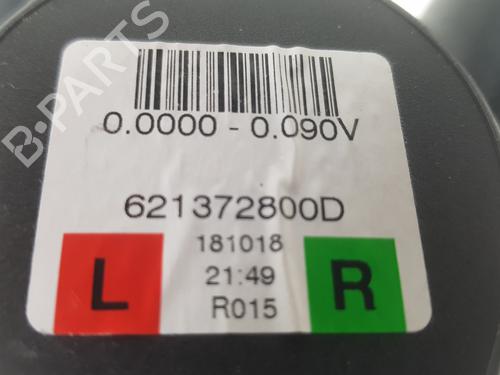 B-PARTS
0.0000 - 0.090V
621372800D
181018
L 21:49 R
R015